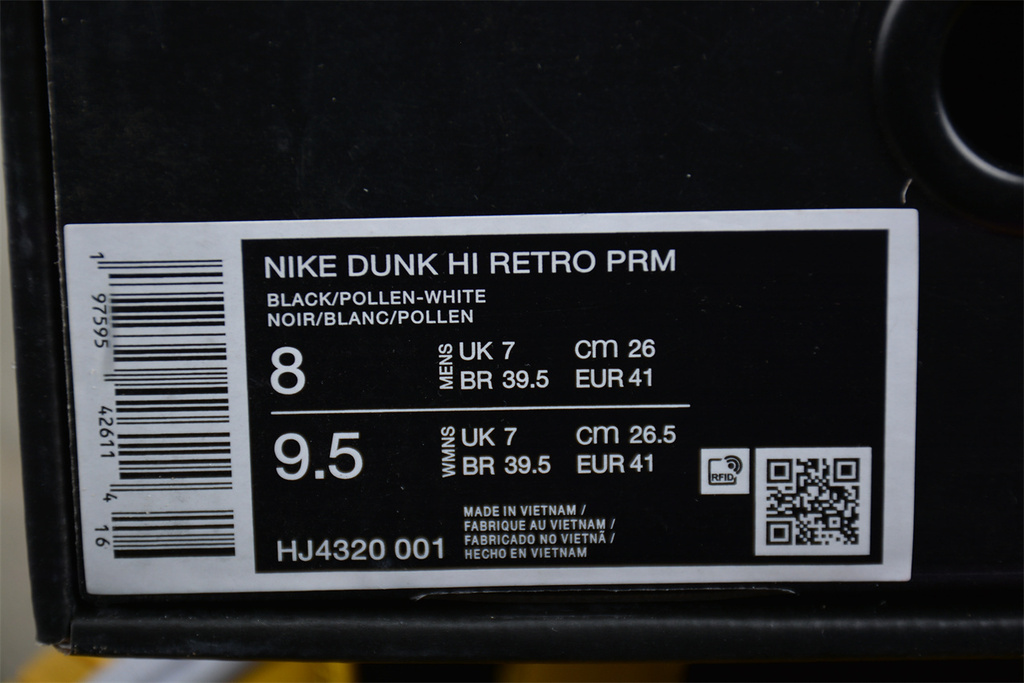 NIKE DUNK HI RETRO PRM
BLACK/POLLEN-WHITE
NOIR/BLANC/POLLEN
8
MENS
UK 7 cm 26
BR 39.5 EUR 41
9.5
WMNS
UK 7 cm 26.5
BR 39.5 EUR 41
HJ4320 001
MADE IN VIETNAM /
FABRIQUE AU VIETNAM /
FABRICADO NO VIETNÃ /
HECHO EN VIETNAM
RFID
1 97595 42611 4 16